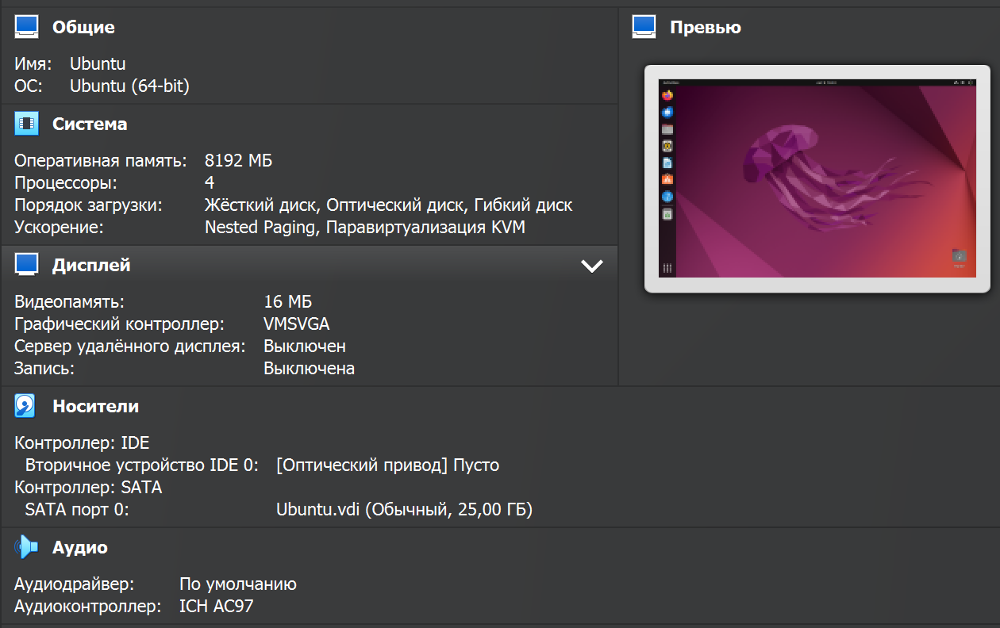 Общие
Имя: Ubuntu
ОС: Ubuntu (64-bit)
Система
Оперативная память: 8192 МБ
Процессоры: 4
Порядок загрузки: Жёсткий диск, Оптический диск, Гибкий диск
Ускорение: Nested Paging, Паравиртуализация KVM
Дисплей
Видеопамять: 16 МБ
Графический контроллер: VMSVGA
Сервер удалённого дисплея: Выключен
Запись: Выключена
Превью
Носители
Контроллер: IDE
Вторичное устройство IDE 0: [Оптический привод] Пусто
Контроллер: SATA
SATA порт 0: Ubuntu.vdi (Обычный, 25,00 ГБ)
Аудио
Аудиодрайвер: По умолчанию
Аудиоконтроллер: ICH AC97